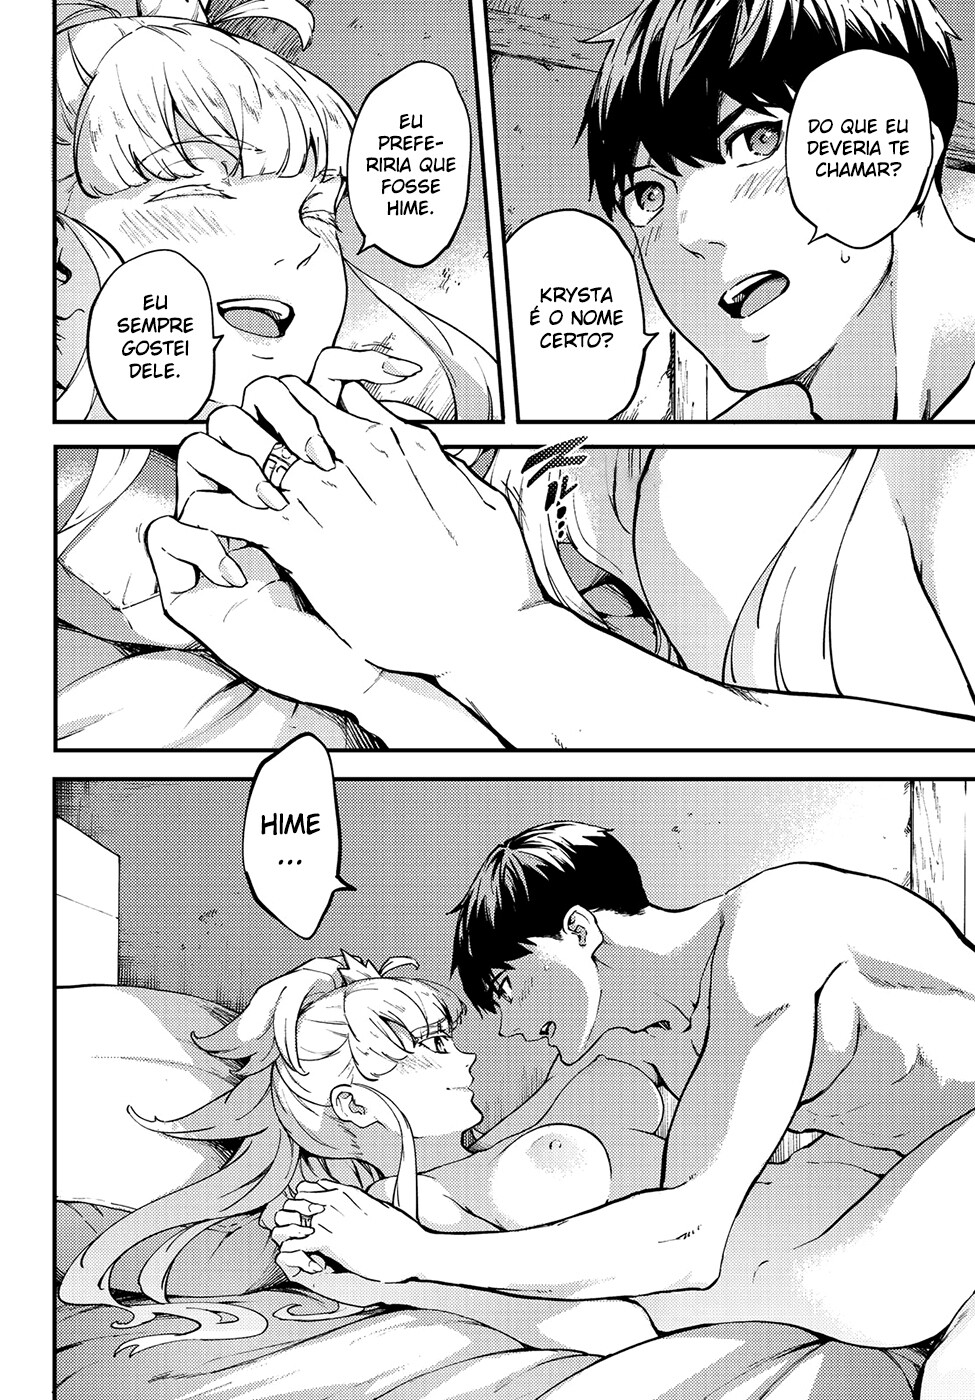 DO QUE EU
DEVERIA TE
CHAMAR?
KRYSTA
É O NOME
CERTO?
EU
PREFE-
RIRIA QUE
FOSSE
HIME.
EU
SEMPRE
GOSTEI
DELE.
HIME
...